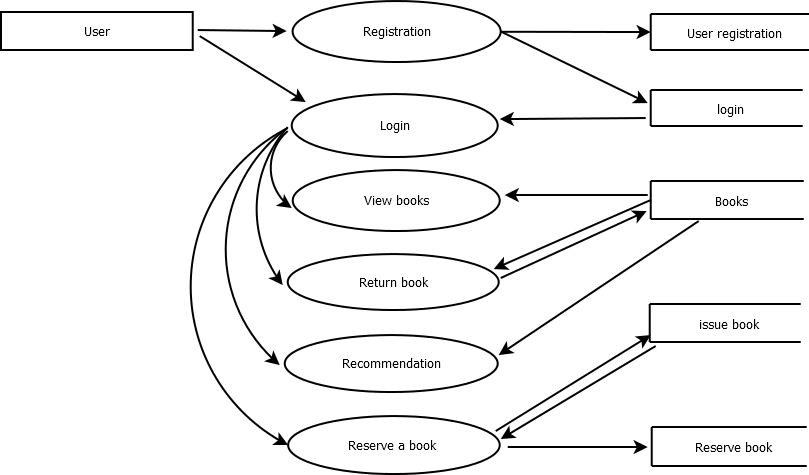 User
Registration
User registration
login
Login
View books
Books
Return book
issue book
Recommendation
Reserve a book
Reserve book